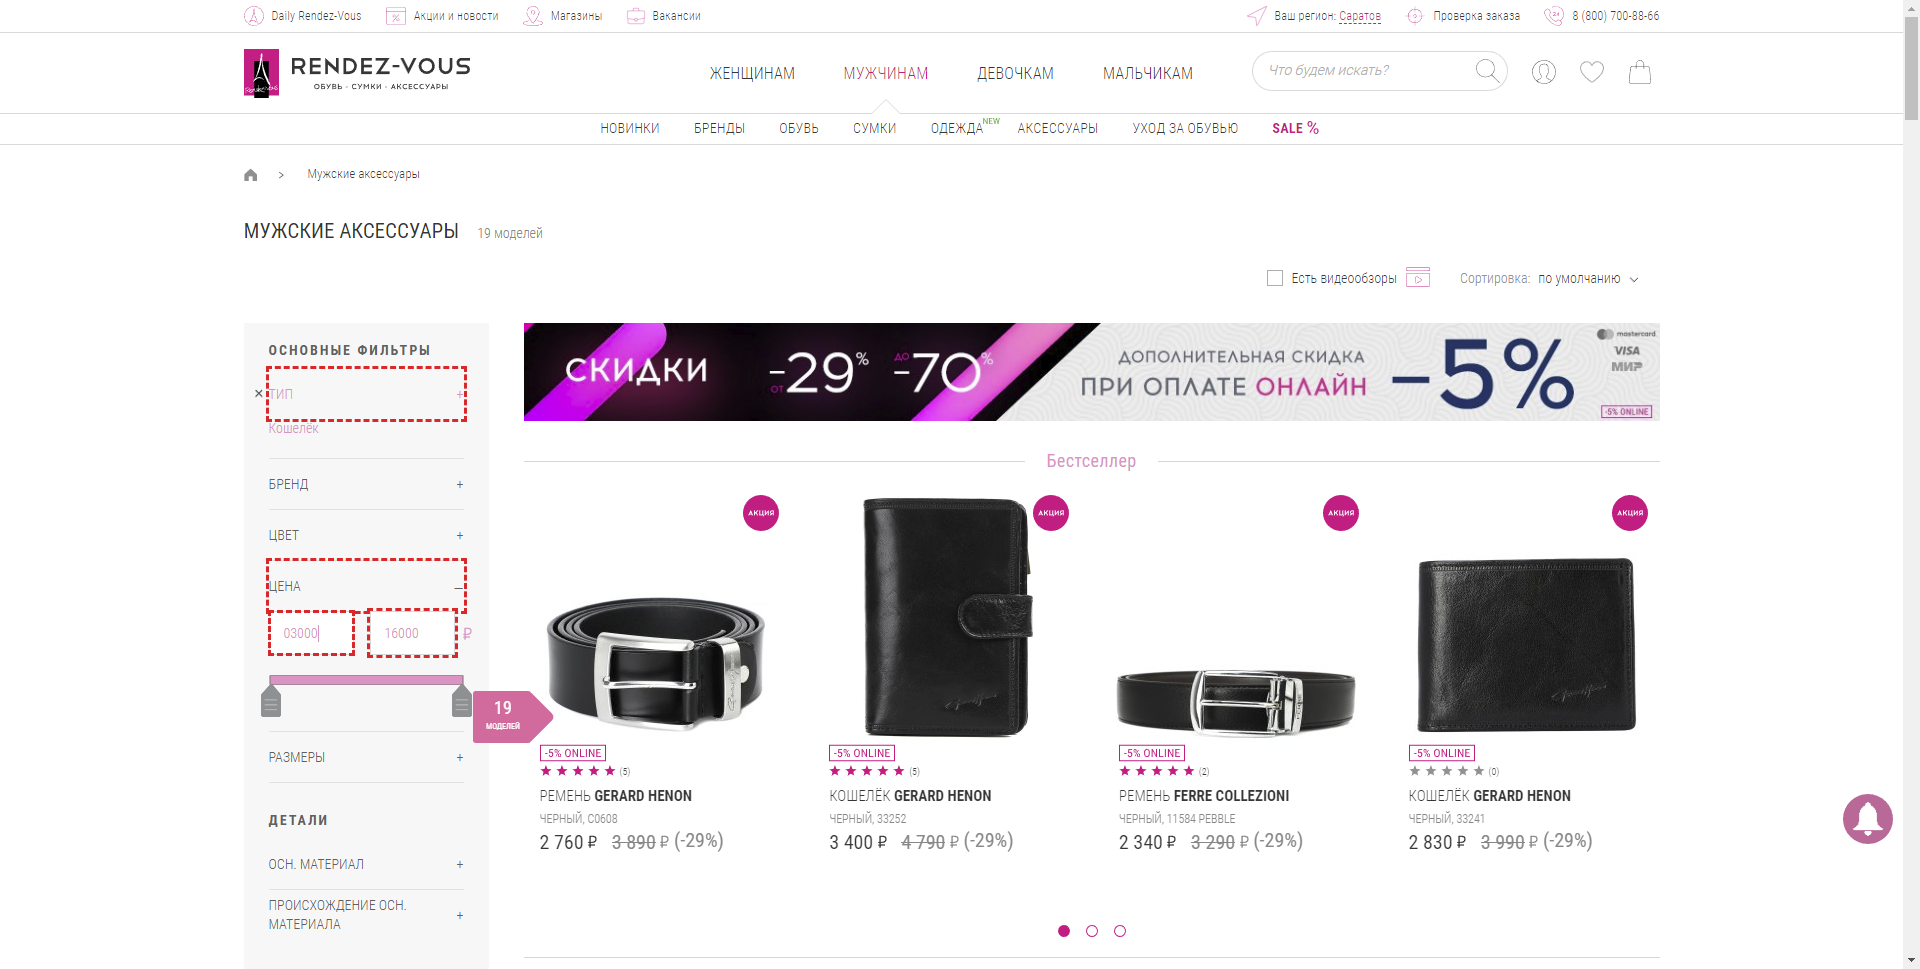 Daily Rendez-Vous
Акции и новости
Магазины
Вакансии
Ваш регион: Саратов
Проверка заказа
8 (800) 700-88-66
RENDEZ-VOUS
ОБУВЬ · СУМКИ · АКСЕССУАРЫ
ЖЕНЩИНАМ
МУЖЧИНАМ
ДЕВОЧКАМ
МАЛЬЧИКАМ
Что будем искать?
НОВИНКИ
БРЕНДЫ
ОБУВЬ
СУМКИ
ОДЕЖДА NEW
АКСЕССУАРЫ
УХОД ЗА ОБУВЬЮ
SALE %
> Мужские аксессуары
МУЖСКИЕ АКСЕССУАРЫ 19 моделей
Есть видеообзоры
Сортировка: по умолчанию
ОСНОВНЫЕ ФИЛЬТРЫ
× ТИП +
Кошелёк
БРЕНД +
ЦВЕТ +
ЦЕНА –
03000 16000 ₽
19
МОДЕЛЕЙ
РАЗМЕРЫ +
ДЕТАЛИ
ОСН. МАТЕРИАЛ +
ПРОИСХОЖДЕНИЕ ОСН.
МАТЕРИАЛА +
СКИДКИ ОТ -29% ДО -70%
ДОПОЛНИТЕЛЬНАЯ СКИДКА
ПРИ ОПЛАТЕ ОНЛАЙН -5%
mastercard
VISA
МИР
-5% ONLINE
Бестселлер
АКЦИЯ
-5% ONLINE
(5)
РЕМЕНЬ GERARD HENON
ЧЕРНЫЙ, C0608
2 760 ₽ 3 890 ₽ (-29%)
АКЦИЯ
-5% ONLINE
(5)
КОШЕЛЁК GERARD HENON
ЧЕРНЫЙ, 33252
3 400 ₽ 4 790 ₽ (-29%)
АКЦИЯ
-5% ONLINE
(2)
РЕМЕНЬ FERRE COLLEZIONI
ЧЕРНЫЙ, 11584 PEBBLE
2 340 ₽ 3 290 ₽ (-29%)
АКЦИЯ
-5% ONLINE
(0)
КОШЕЛЁК GERARD HENON
ЧЕРНЫЙ, 33241
2 830 ₽ 3 990 ₽ (-29%)